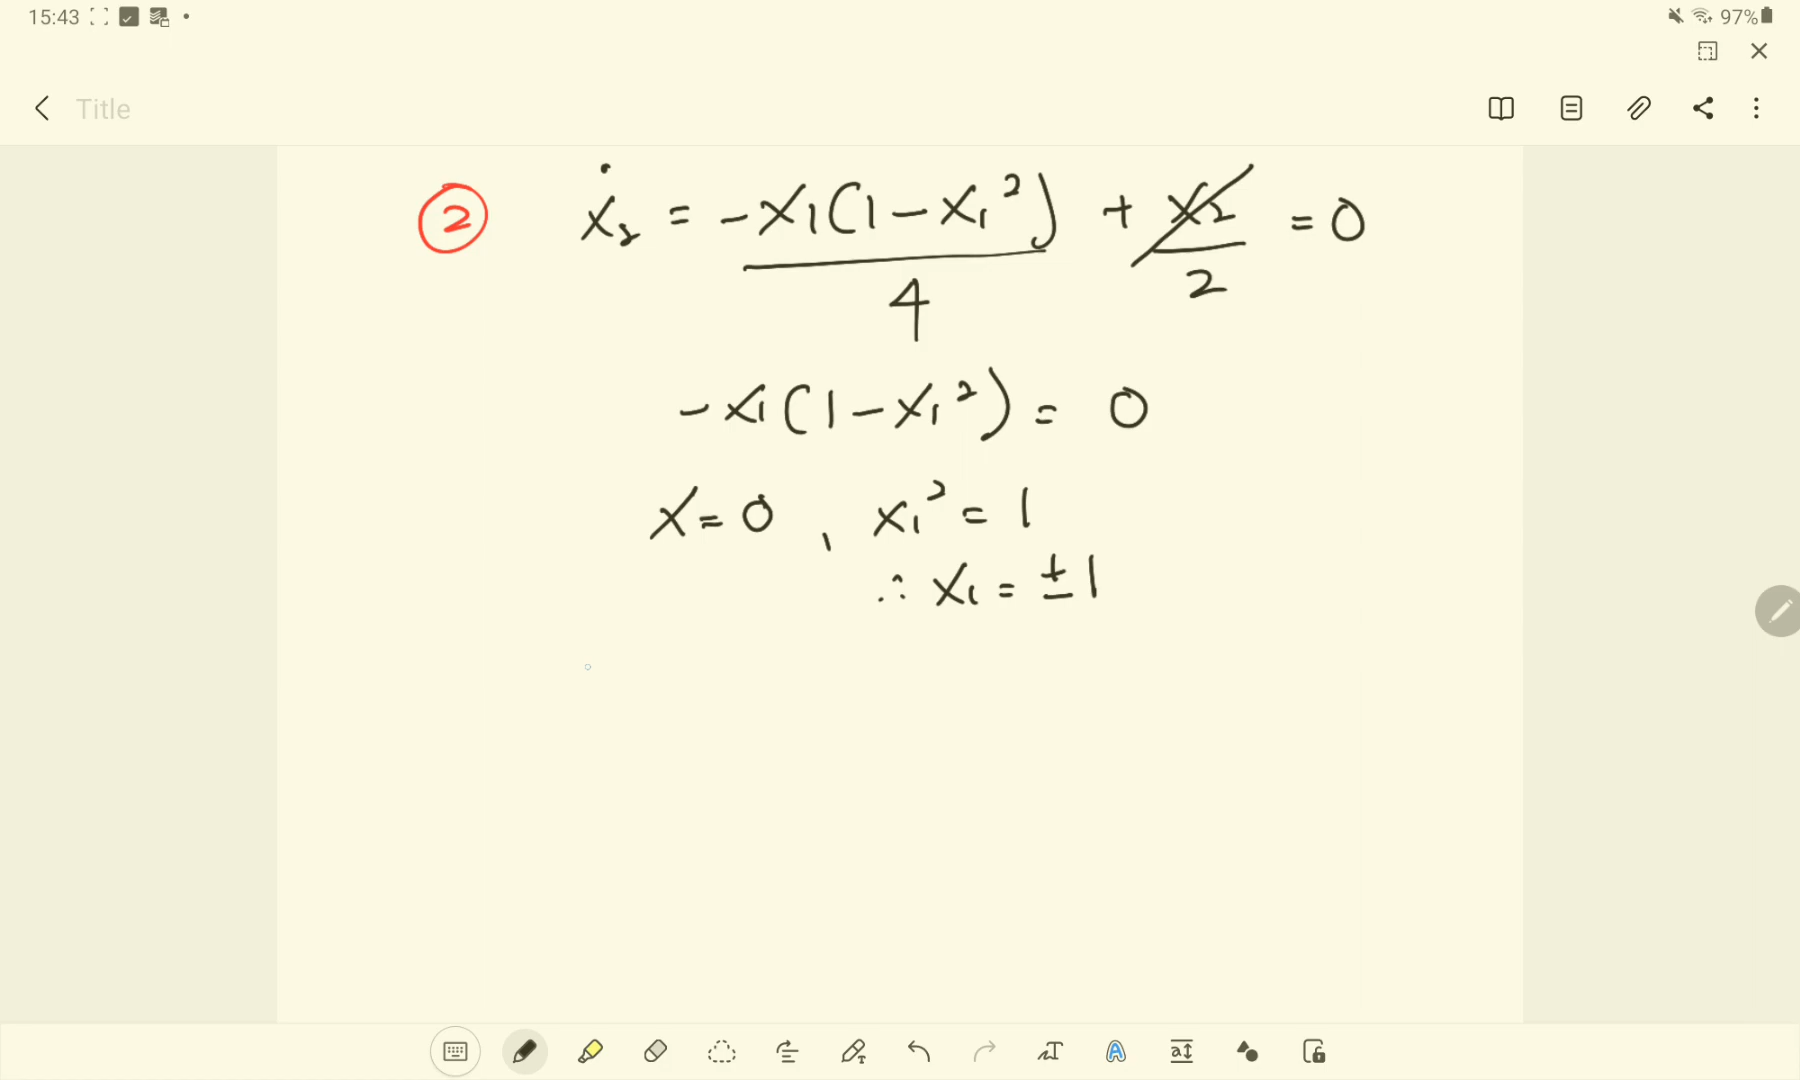 15:43 97%
Title
② ẋ₂ = -x₁(1-x₁²)/4 + x₂/2 = 0
-x₁(1-x₁²) = 0
x=0 , x₁² = 1
∴ x₁ = ±1